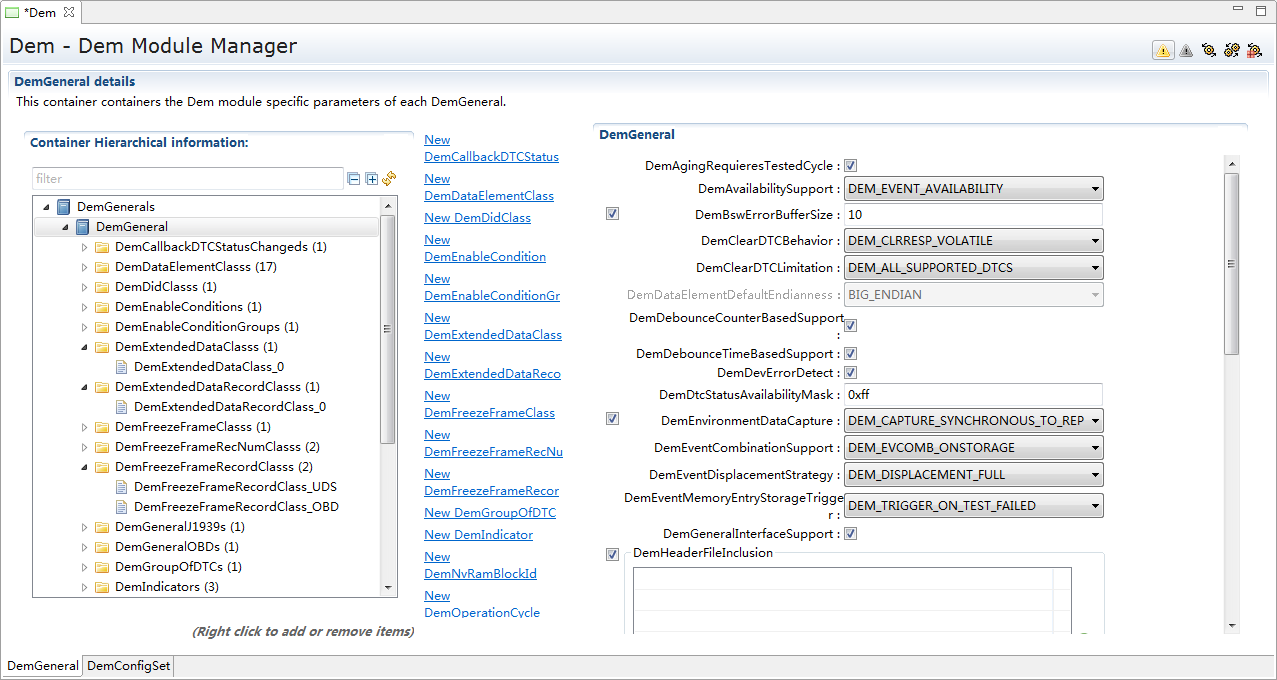 *Dem
Dem - Dem Module Manager
DemGeneral details
This container containers the Dem module specific parameters of each DemGeneral.
Container Hierarchical information:
filter
DemGenerals
DemGeneral
DemCallbackDTCStatusChangeds (1)
DemDataElementClasss (17)
DemDidClasss (1)
DemEnableConditions (1)
DemEnableConditionGroups (1)
DemExtendedDataClasss (1)
DemExtendedDataClass_0
DemExtendedDataRecordClasss (1)
DemExtendedDataRecordClass_0
DemFreezeFrameClasss (1)
DemFreezeFrameRecNumClasss (2)
DemFreezeFrameRecordClasss (2)
DemFreezeFrameRecordClass_UDS
DemFreezeFrameRecordClass_OBD
DemGeneralJ1939s (1)
DemGeneralOBDs (1)
DemGroupOfDTCs (1)
DemIndicators (3)
(Right click to add or remove items)
New
DemCallbackDTCStatus
New
DemDataElementClass
New DemDidClass
New
DemEnableCondition
New
DemEnableConditionGr
New
DemExtendedDataClass
New
DemExtendedDataReco
New
DemFreezeFrameClass
New
DemFreezeFrameRecNu
New
DemFreezeFrameRecor
New DemGroupOfDTC
New DemIndicator
New
DemNvRamBlockId
New
DemOperationCycle
DemGeneral
DemAgingRequieresTestedCycle :
DemAvailabilitySupport : DEM_EVENT_AVAILABILITY
DemBswErrorBufferSize : 10
DemClearDTCBehavior : DEM_CLRRESP_VOLATILE
DemClearDTCLimitation : DEM_ALL_SUPPORTED_DTCS
DemDataElementDefaultEndianness : BIG_ENDIAN
DemDebounceCounterBasedSupport
:
DemDebounceTimeBasedSupport :
DemDevErrorDetect :
DemDtcStatusAvailabilityMask : 0xff
DemEnvironmentDataCapture : DEM_CAPTURE_SYNCHRONOUS_TO_REP
DemEventCombinationSupport : DEM_EVCOMB_ONSTORAGE
DemEventDisplacementStrategy : DEM_DISPLACEMENT_FULL
DemEventMemoryEntryStorageTrigge
r : DEM_TRIGGER_ON_TEST_FAILED
DemGeneralInterfaceSupport :
DemHeaderFileInclusion
DemGeneral DemConfigSet